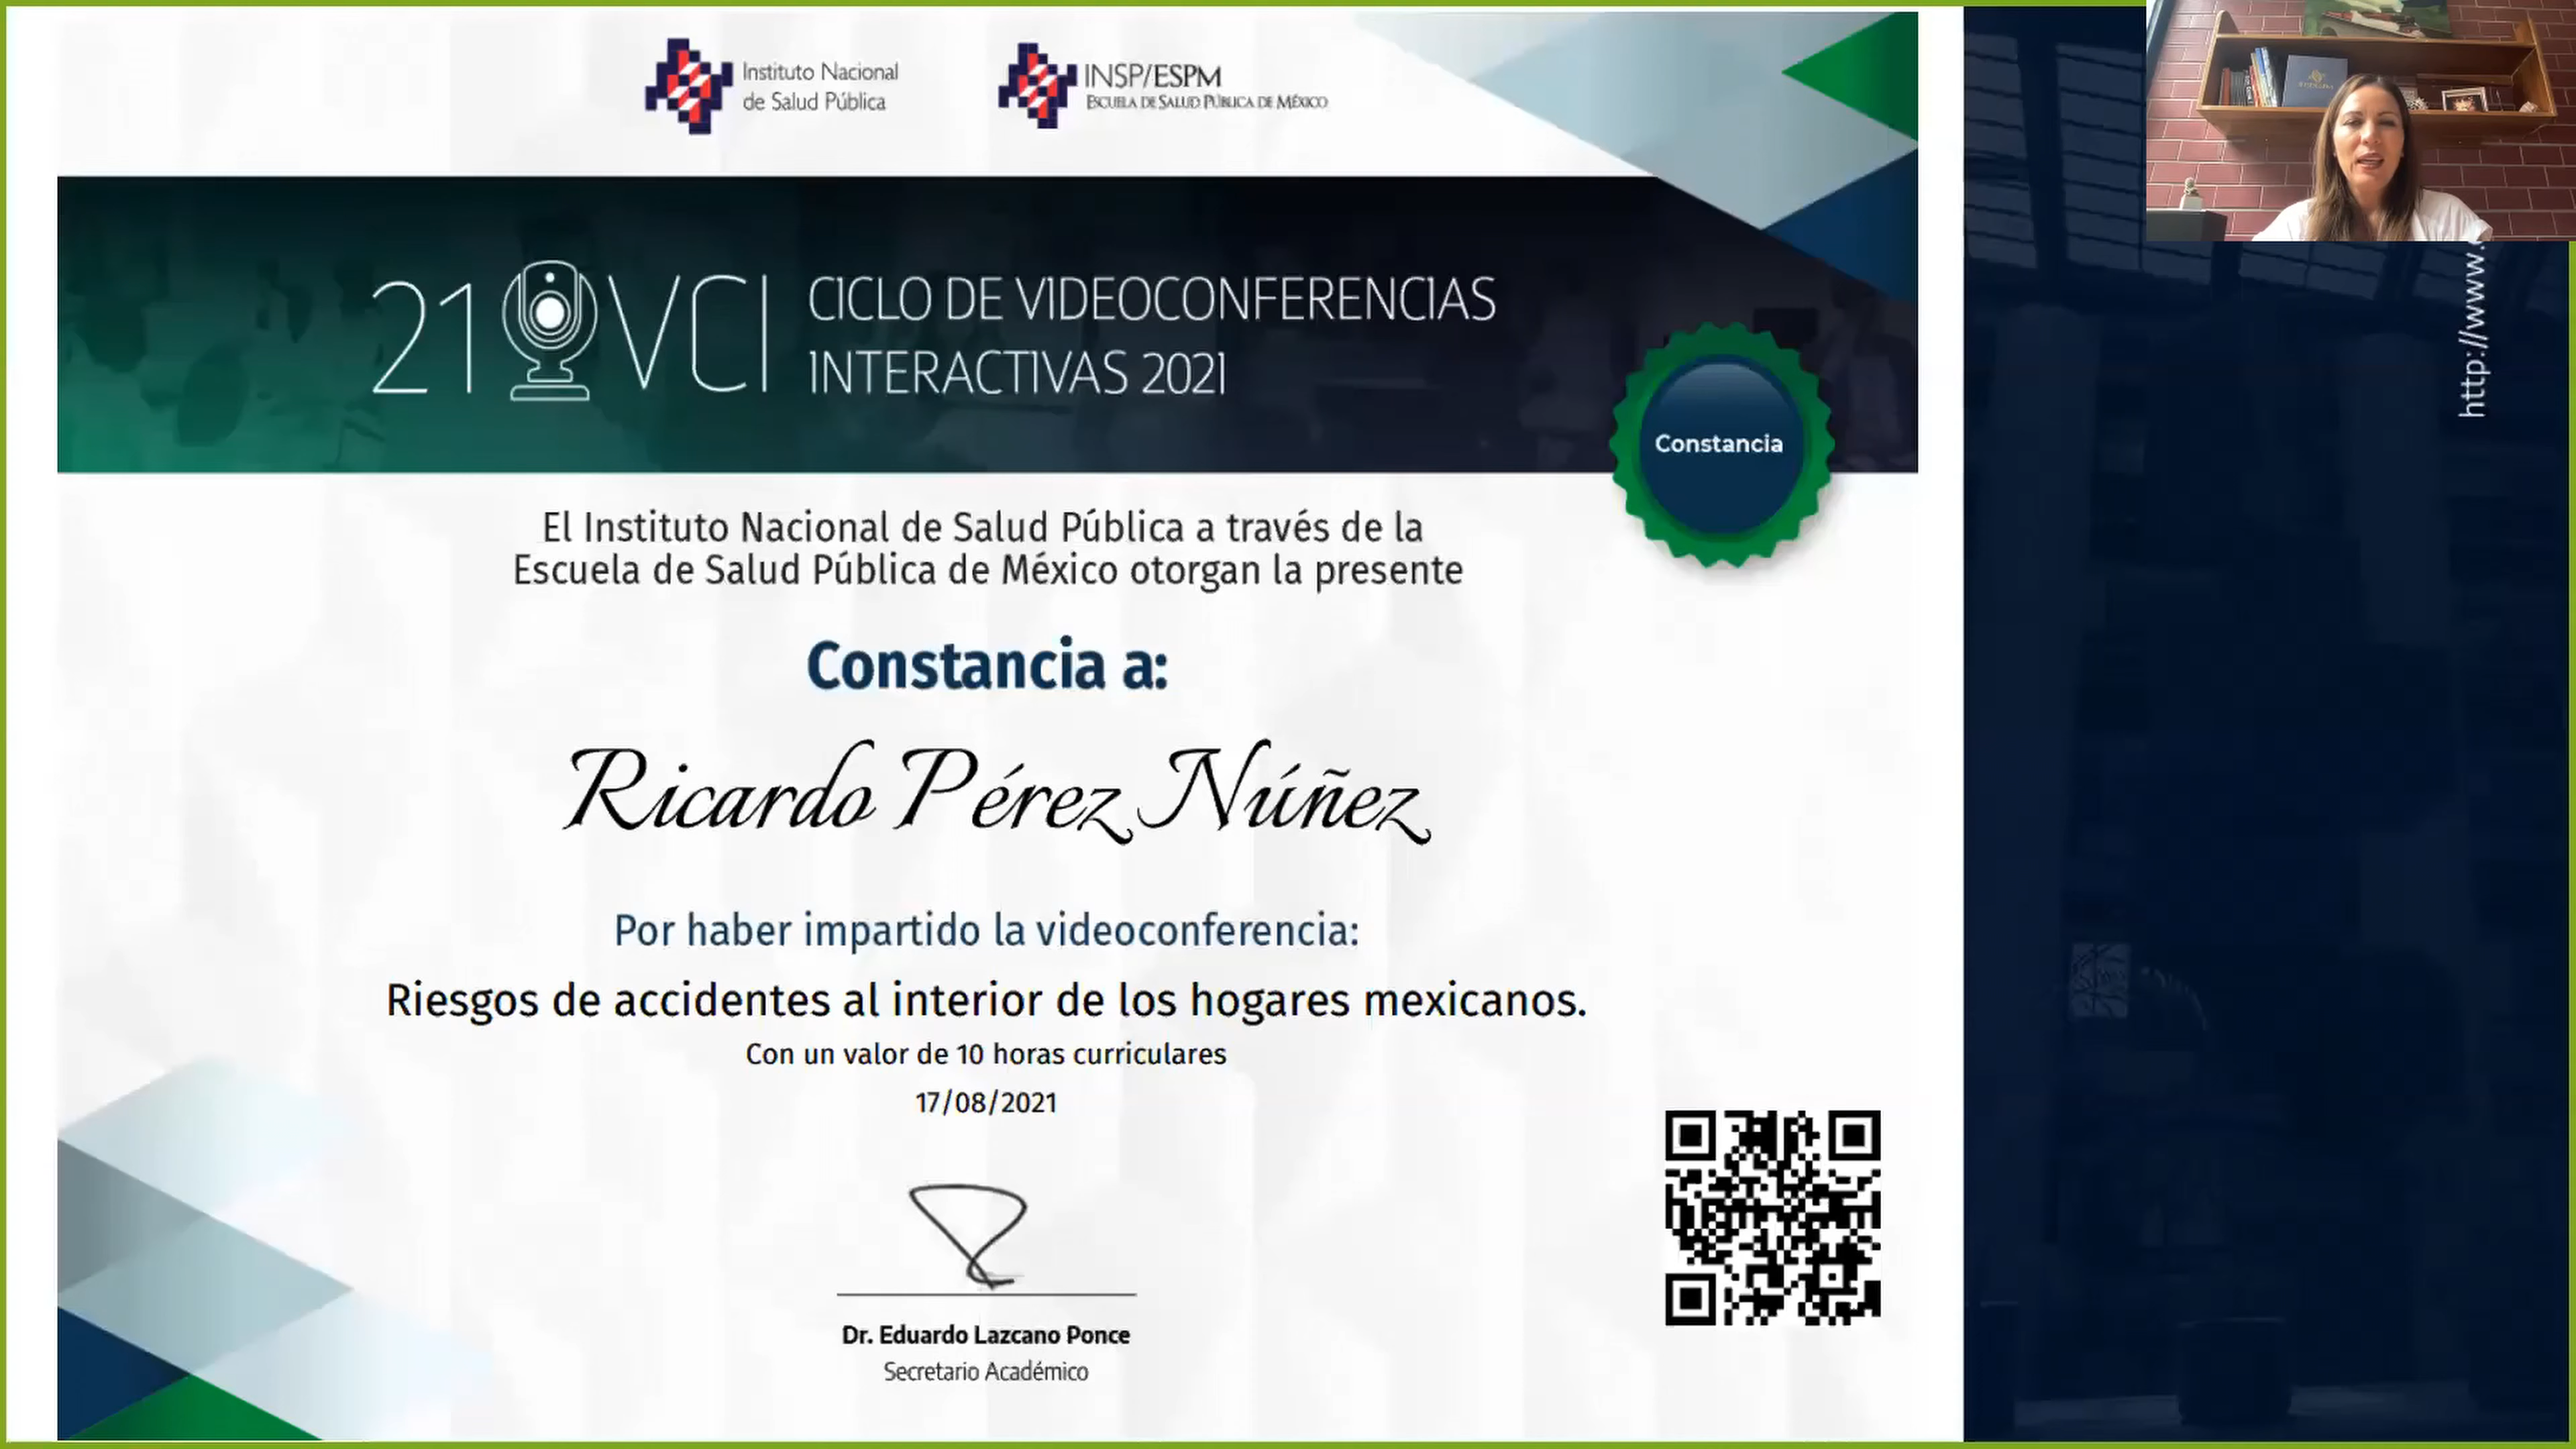 Instituto Nacional
de Salud Pública
INSP/ESPM
ESCUELA DE SALUD PÚBLICA DE MÉXICO
21 VCI
CICLO DE VIDEOCONFERENCIAS
INTERACTIVAS 2021
Constancia
El Instituto Nacional de Salud Pública a través de la
Escuela de Salud Pública de México otorgan la presente
Constancia a:
Ricardo Pérez Núñez
Por haber impartido la videoconferencia:
Riesgos de accidentes al interior de los hogares mexicanos.
Con un valor de 10 horas curriculares
17/08/2021
Dr. Eduardo Lazcano Ponce
Secretario Académico
http://www.